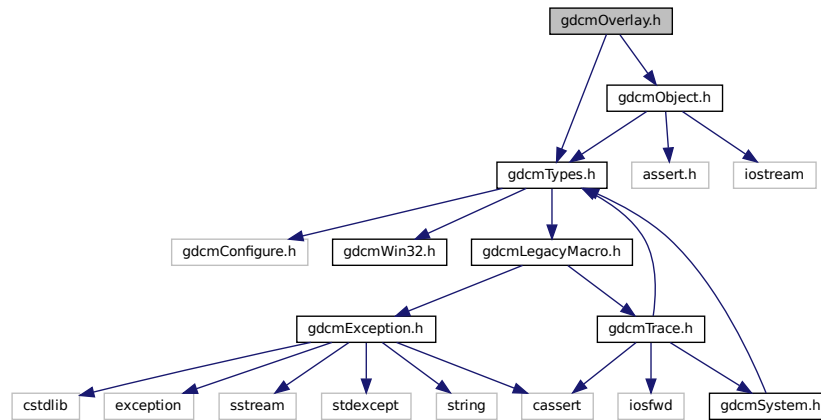 gdcmOverlay.h
gdcmObject.h
gdcmTypes.h
assert.h
iostream
gdcmConfigure.h
gdcmWin32.h
gdcmLegacyMacro.h
gdcmException.h
gdcmTrace.h
cstdlib
exception
sstream
stdexcept
string
cassert
iosfwd
gdcmSystem.h